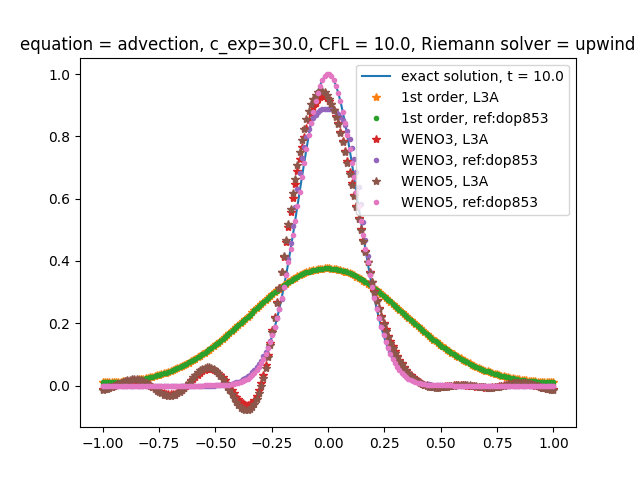 equation = advection, c_exp=30.0, CFL = 10.0, Riemann solver = upwind
exact solution, t = 10.0
1st order, L3A
1st order, ref:dop853
WENO3, L3A
WENO3, ref:dop853
WENO5, L3A
WENO5, ref:dop853
1.0
0.8
0.6
0.4
0.2
0.0
−1.00 −0.75 −0.50 −0.25 0.00 0.25 0.50 0.75 1.00